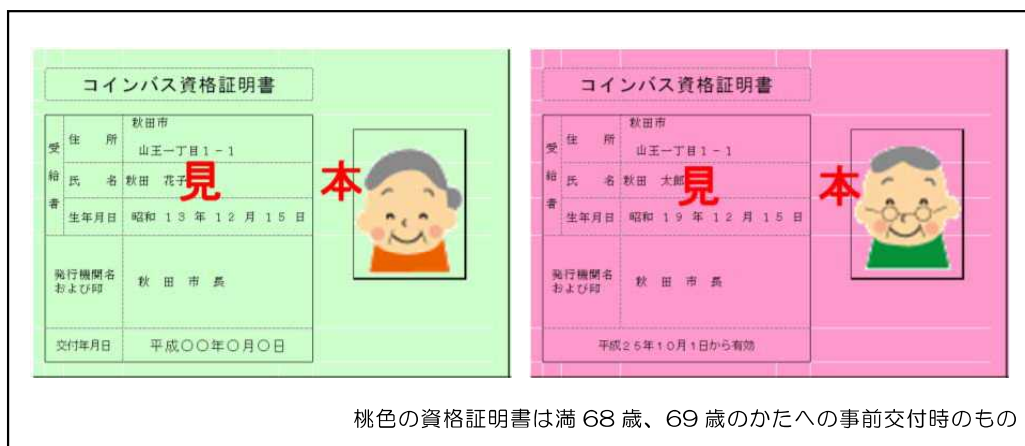 コインバス資格証明書
受給者
住 所
秋田市
山王一丁目1-1
氏 名 秋田 花子
生年月日 昭和 13 年 12 月 15 日
発行機関名
および印
秋 田 市 長
交付年月日 平成〇〇年〇月〇日
見 本
コインバス資格証明書
受給者
住 所
秋田市
山王一丁目1-1
氏 名 秋田 太郎
生年月日 昭和 19 年 12 月 15 日
発行機関名
および印
秋 田 市 長
平成25年10月1日から有効
見 本
桃色の資格証明書は満 68 歳、69 歳のかたへの事前交付時のもの